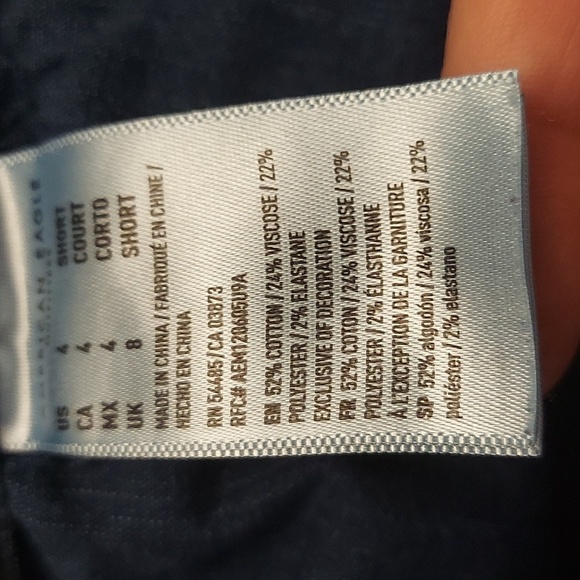 AMERICAN EAGLE
US 4 SHORT
CA 4 COURT
MX 4 CORTO
UK 8 SHORT
MADE IN CHINA / FABRIQUÉ EN CHINE /
HECHO EN CHINA
RN 54485 / CA 03873
RFC# AEM120606DU9A
EN 52% COTTON / 24% VISCOSE / 22%
POLYESTER / 2% ELASTANE
EXCLUSIVE OF DECORATION
FR 52% COTON / 24% VISCOSE / 22%
POLYESTER / 2% ÉLASTHANNE
À L'EXCEPTION DE LA GARNITURE
SP 52% algodón / 24% viscosa / 22%
poliéster / 2% elastano